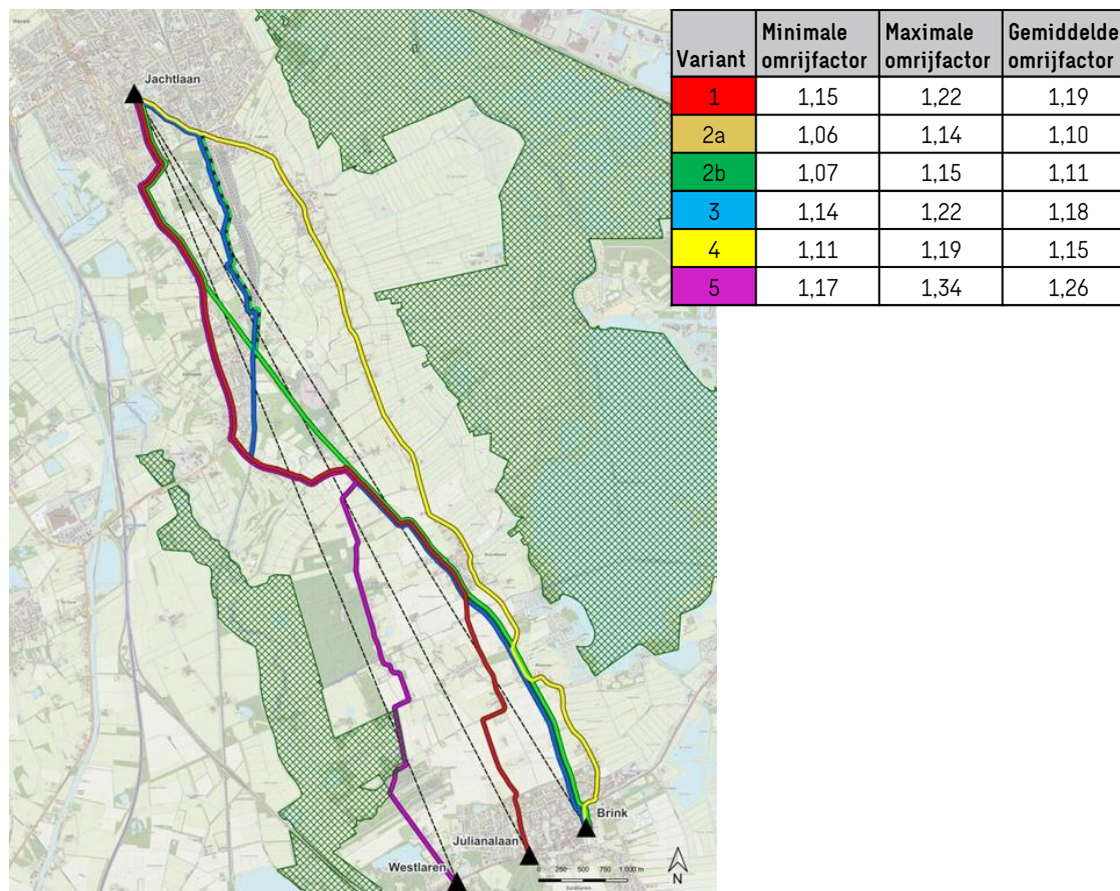 Jachtlaan
Brink
Julianalaan
Westlaren
0 250 500 750 1.000 m
N
Variant Minimale omrijfactor Maximale omrijfactor Gemiddelde omrijfactor
1 1,15 1,22 1,19
2a 1,06 1,14 1,10
2b 1,07 1,15 1,11
3 1,14 1,22 1,18
4 1,11 1,19 1,15
5 1,17 1,34 1,26